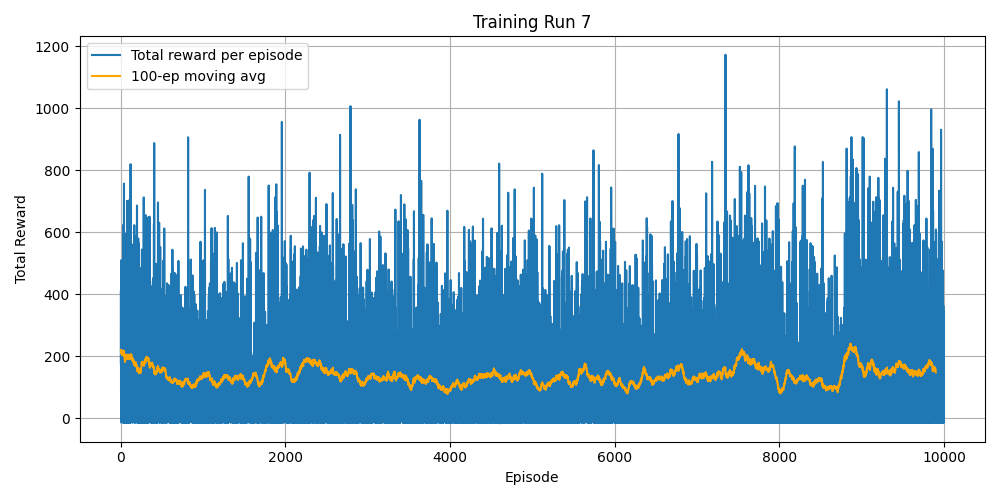 Training Run 7
Total reward per episode
100-ep moving avg
Total Reward
1200
1000
800
600
400
200
0
0 2000 4000 6000 8000 10000
Episode